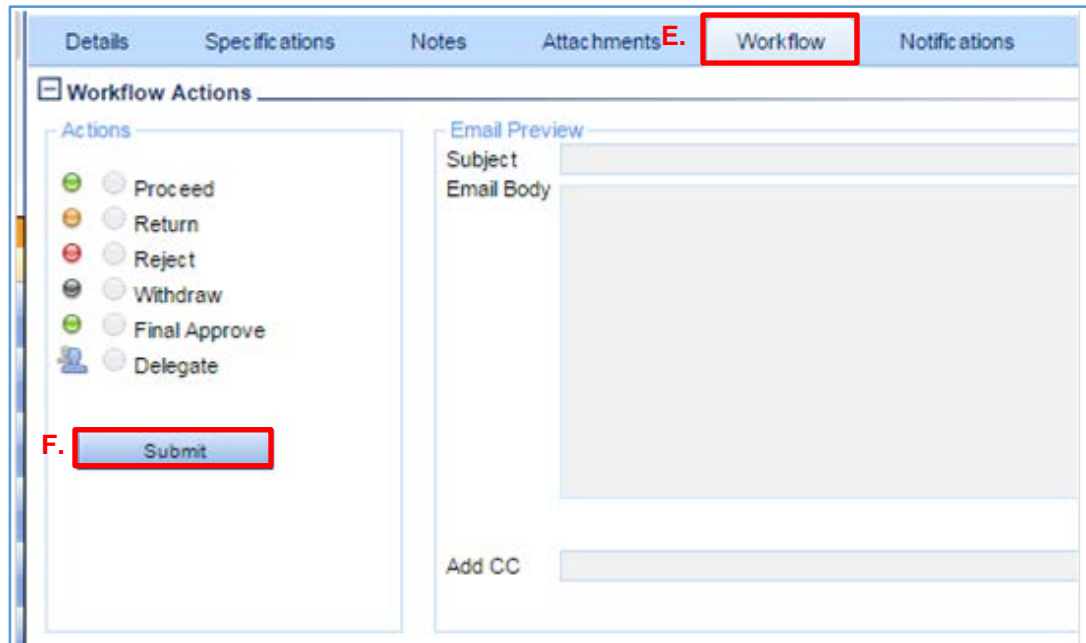 Details Specifications Notes Attachments E. Workflow Notifications
Workflow Actions
Actions
Proceed
Return
Reject
Withdraw
Final Approve
Delegate
F. Submit
Email Preview
Subject
Email Body
Add CC